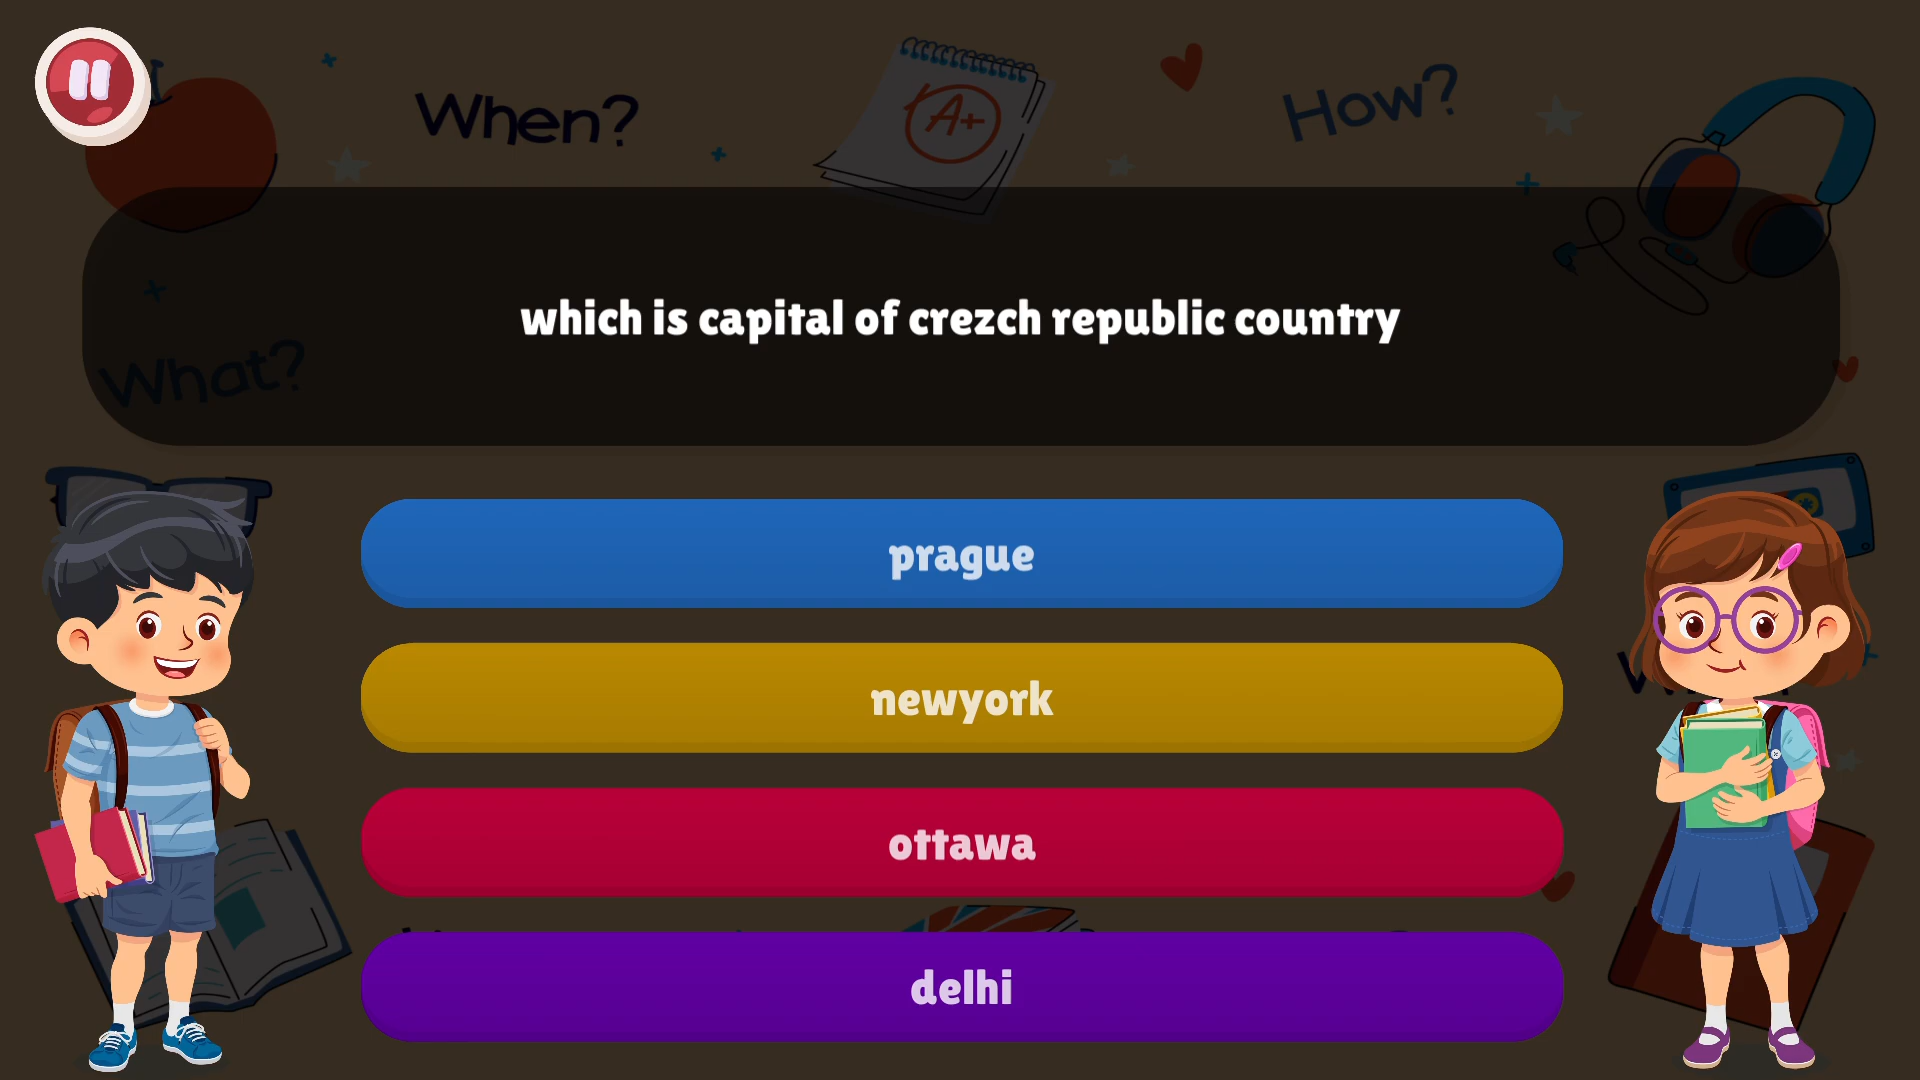 When?
A+
How?
which is capital of crezch republic country
What?
prague
newyork
ottawa
delhi